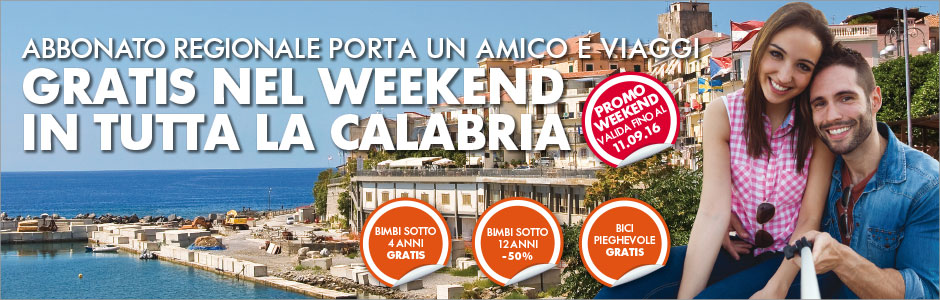 ABBONATO REGIONALE PORTA UN AMICO E VIAGGI
GRATIS NEL WEEKEND
IN TUTTA LA CALABRIA
PROMO
WEEKEND
VALIDA FINO AL
11.09.16
BIMBI SOTTO
4 ANNI
GRATIS
BIMBI SOTTO
12 ANNI
-50%
BICI
PIEGHEVOLE
GRATIS